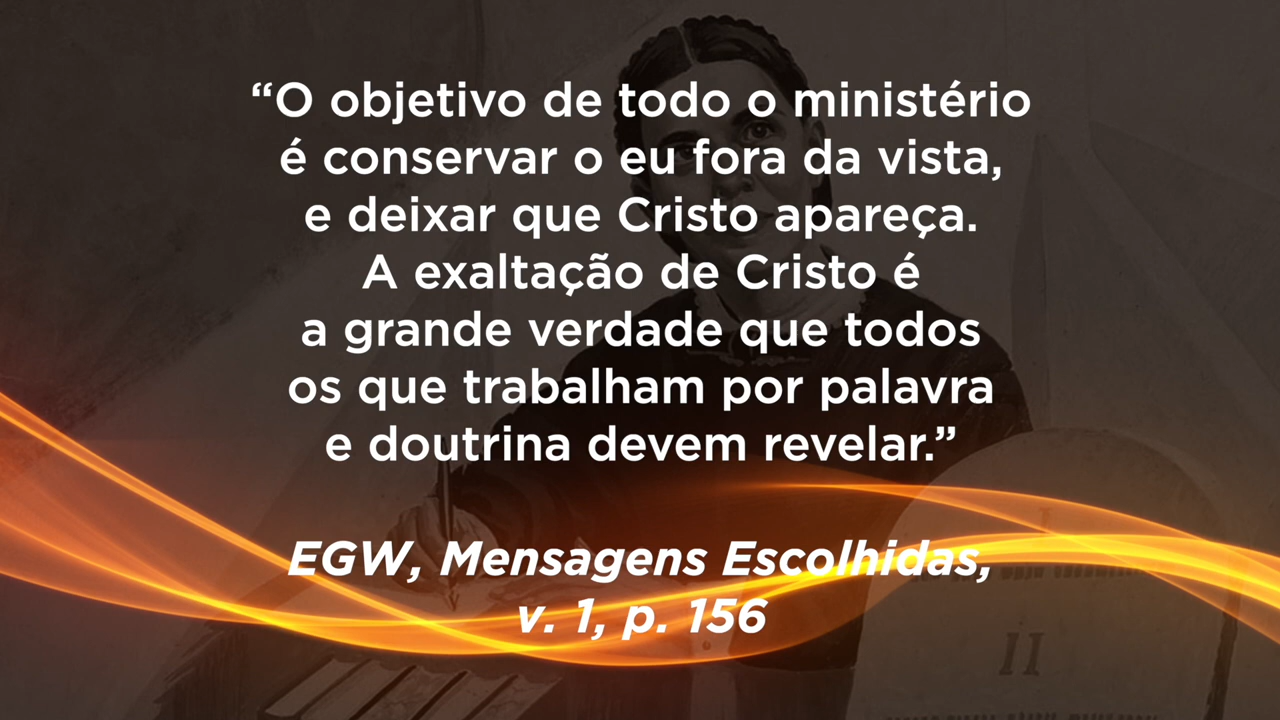 “O objetivo de todo o ministério
é conservar o eu fora da vista,
e deixar que Cristo apareça.
A exaltação de Cristo é
a grande verdade que todos
os que trabalham por palavra
e doutrina devem revelar.”
EGW, Mensagens Escolhidas,
v. 1, p. 156
I
II